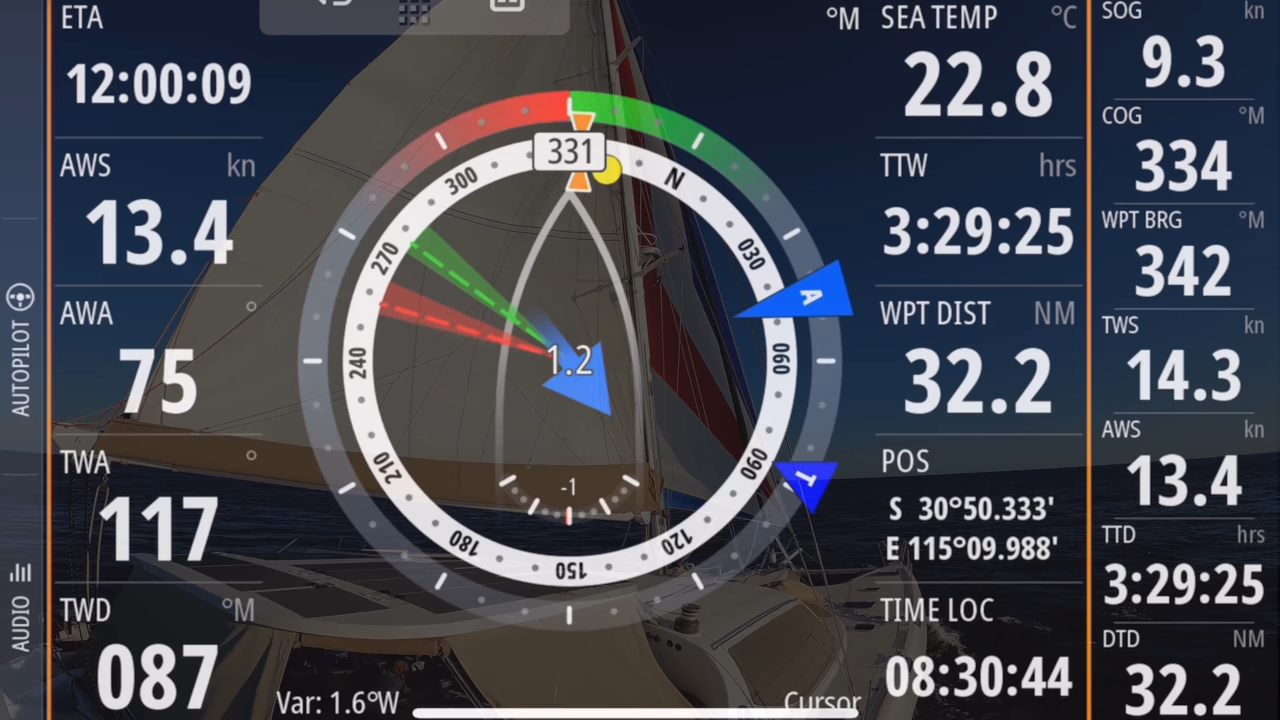 AUTOPILOT
AUDIO
ETA
12:00:09
AWS kn
13.4
AWA °
75
TWA °
117
TWD °M
087
°M
331
N
030
060
090
120
150
180
210
240
270
300
A
T
1.2
-1
Var: 1.6°W
Cursor
SEA TEMP °C
22.8
TTW hrs
3:29:25
WPT DIST NM
32.2
POS
S 30°50.333'
E 115°09.988'
TIME LOC
08:30:44
SOG kn
9.3
COG °M
334
WPT BRG °M
342
TWS kn
14.3
AWS kn
13.4
TTD hrs
3:29:25
DTD NM
32.2